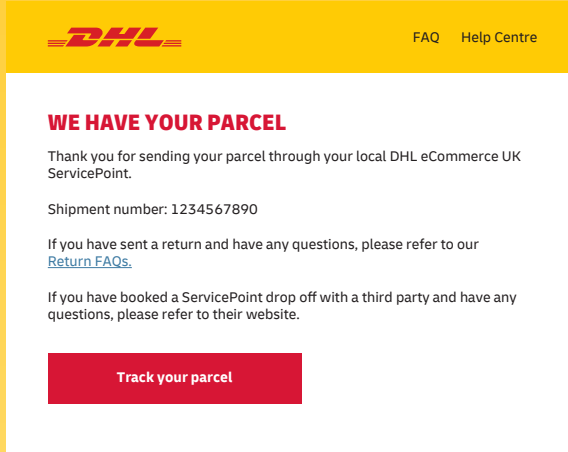 DHL
FAQ Help Centre
WE HAVE YOUR PARCEL
Thank you for sending your parcel through your local DHL eCommerce UK
ServicePoint.
Shipment number: 1234567890
If you have sent a return and have any questions, please refer to our
Return FAQs.
If you have booked a ServicePoint drop off with a third party and have any
questions, please refer to their website.
Track your parcel